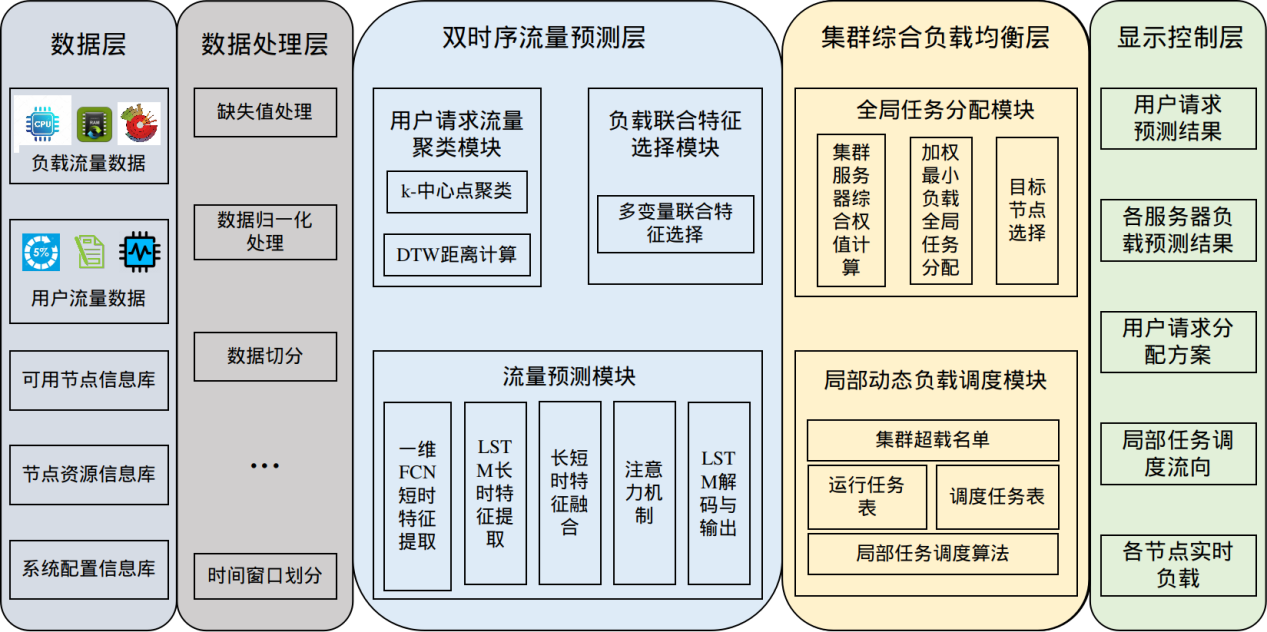 数据层
CPU
RAM
负载流量数据
5%
用户流量数据
可用节点信息库
节点资源信息库
系统配置信息库
数据处理层
缺失值处理
数据归一化
处理
数据切分
...
时间窗口划分
双时序流量预测层
用户请求流量
聚类模块
k-中心点聚类
DTW距离计算
负载联合特征
选择模块
多变量联合特
征选择
流量预测模块
一维
FCN
短时
特征
提取
LST
M长
时特
征提
取
长短
时特
征融
合
注意
力机
制
LST
M解
码与
输出
集群综合负载均衡层
全局任务分配模块
集群
服务
器综
合权
值计
算
加权
最小
负载
全局
任务
分配
目标
节点
选择
局部动态负载调度模块
集群超载名单
运行任务
表
调度任务表
局部任务调度算法
显示控制层
用户请求
预测结果
各服务器负
载预测结果
用户请求分
配方案
局部任务调
度流向
各节点实时
负载